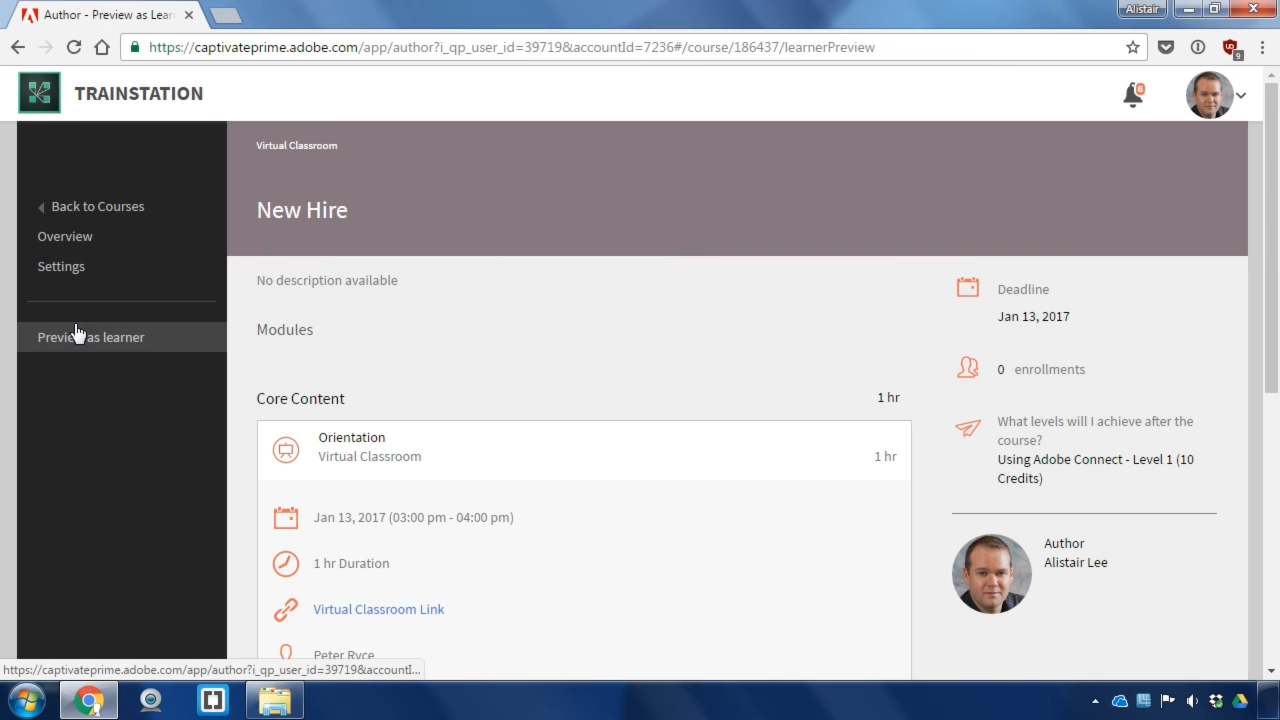 Author - Preview as Lear
Alistair
https://captivateprime.adobe.com/app/author?i_qp_user_id=39719&accountId=7236#/course/186437/learnerPreview
9
TRAINSTATION
6
Virtual Classroom
New Hire
Back to Courses
Overview
Settings
Preview as learner
No description available
Modules
Core Content
1 hr
Orientation
Virtual Classroom
1 hr
Jan 13, 2017 (03:00 pm - 04:00 pm)
1 hr Duration
Virtual Classroom Link
Peter Ryce
Deadline
Jan 13, 2017
0 enrollments
What levels will I achieve after the
course?
Using Adobe Connect - Level 1 (10
Credits)
Author
Alistair Lee
https://captivateprime.adobe.com/app/author?i_qp_user_id=39719&accountI...